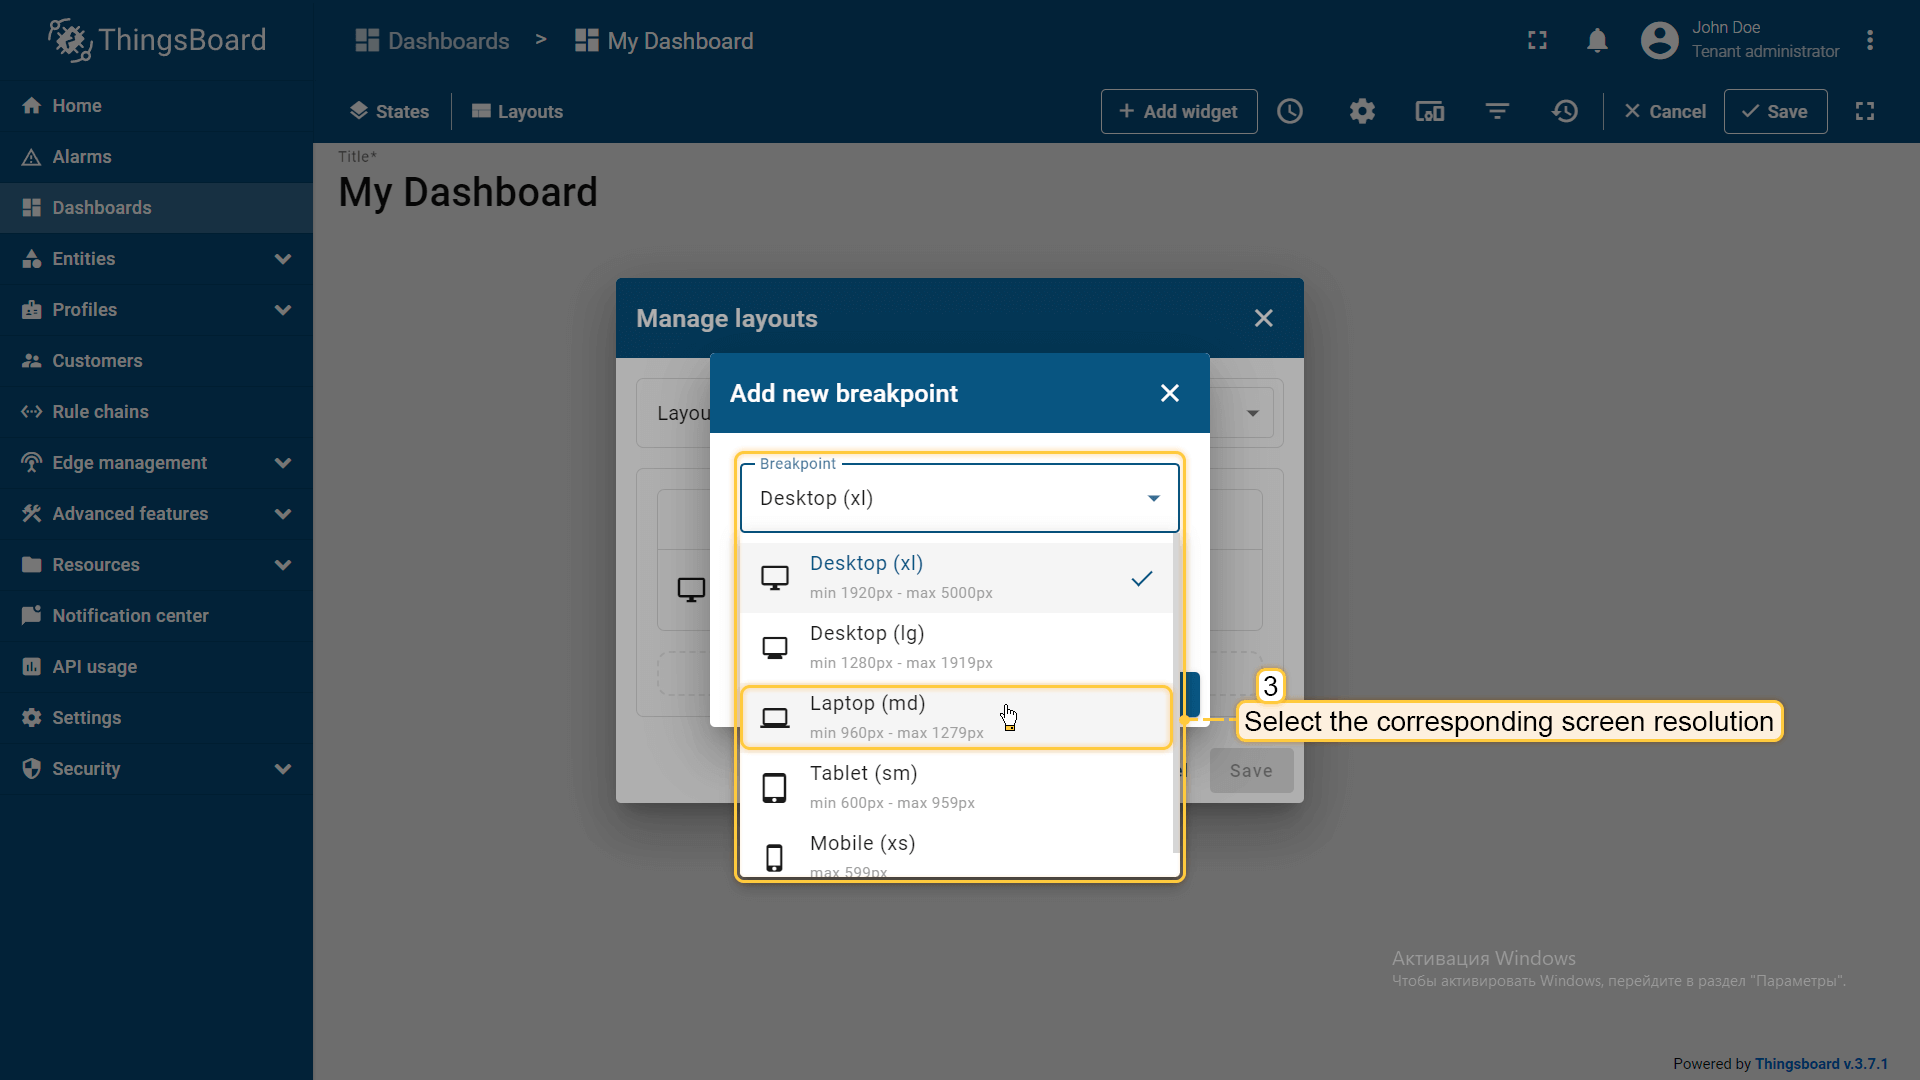 ThingsBoard
Dashboards > My Dashboard
John Doe
Tenant administrator
Home
Alarms
Dashboards
Entities
Profiles
Customers
Rule chains
Edge management
Advanced features
Resources
Notification center
API usage
Settings
Security
States
Layouts
+ Add widget
Cancel
Save
Title*
My Dashboard
Manage layouts
Layou
Add new breakpoint
Breakpoint
Desktop (xl)
Desktop (xl)
min 1920px - max 5000px
Desktop (lg)
min 1280px - max 1919px
Laptop (md)
min 960px - max 1279px
Tablet (sm)
min 600px - max 959px
Mobile (xs)
max 599px
3
Select the corresponding screen resolution
Save
Активация Windows
Чтобы активировать Windows, перейдите в раздел "Параметры".
Powered by Thingsboard v.3.7.1